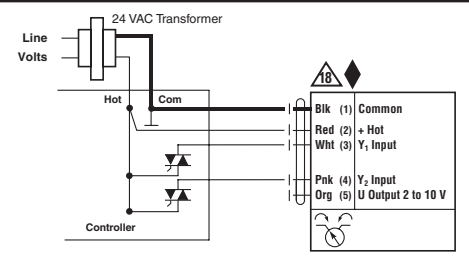 24 VAC Transformer
Line
Volts
Hot
Com
18
Blk (1) Common
Red (2) + Hot
Wht (3) Y₁ Input
Pnk (4) Y₂ Input
Org (5) U Output 2 to 10 V
Controller